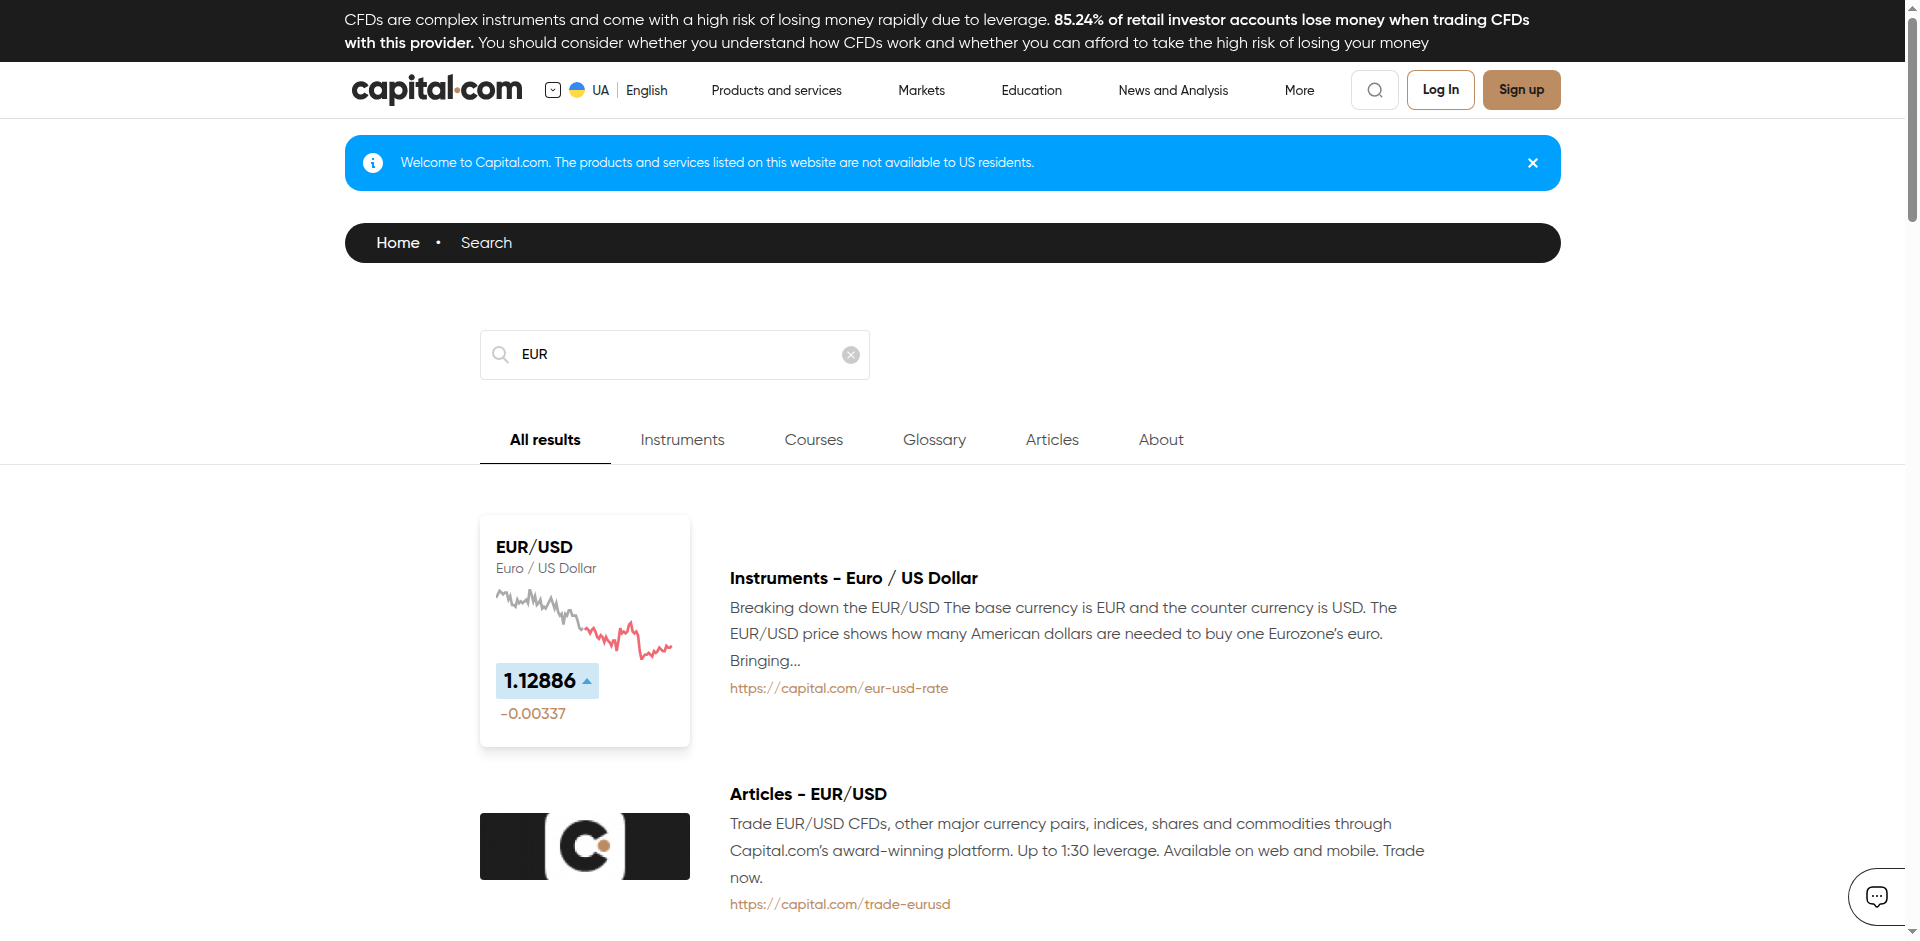 CFDs are complex instruments and come with a high risk of losing money rapidly due to leverage. 85.24% of retail investor accounts lose money when trading CFDs
with this provider. You should consider whether you understand how CFDs work and whether you can afford to take the high risk of losing your money
capital.com UA English Products and services Markets Education News and Analysis More Log In Sign up
Welcome to Capital.com. The products and services listed on this website are not available to US residents.
Home • Search
EUR
All results Instruments Courses Glossary Articles About
EUR/USD
Euro / US Dollar
1.12886
-0.00337
Instruments - Euro / US Dollar
Breaking down the EUR/USD The base currency is EUR and the counter currency is USD. The
EUR/USD price shows how many American dollars are needed to buy one Eurozone's euro.
Bringing...
https://capital.com/eur-usd-rate
Articles - EUR/USD
Trade EUR/USD CFDs, other major currency pairs, indices, shares and commodities through
Capital.com's award-winning platform. Up to 1:30 leverage. Available on web and mobile. Trade
now.
https://capital.com/trade-eurusd